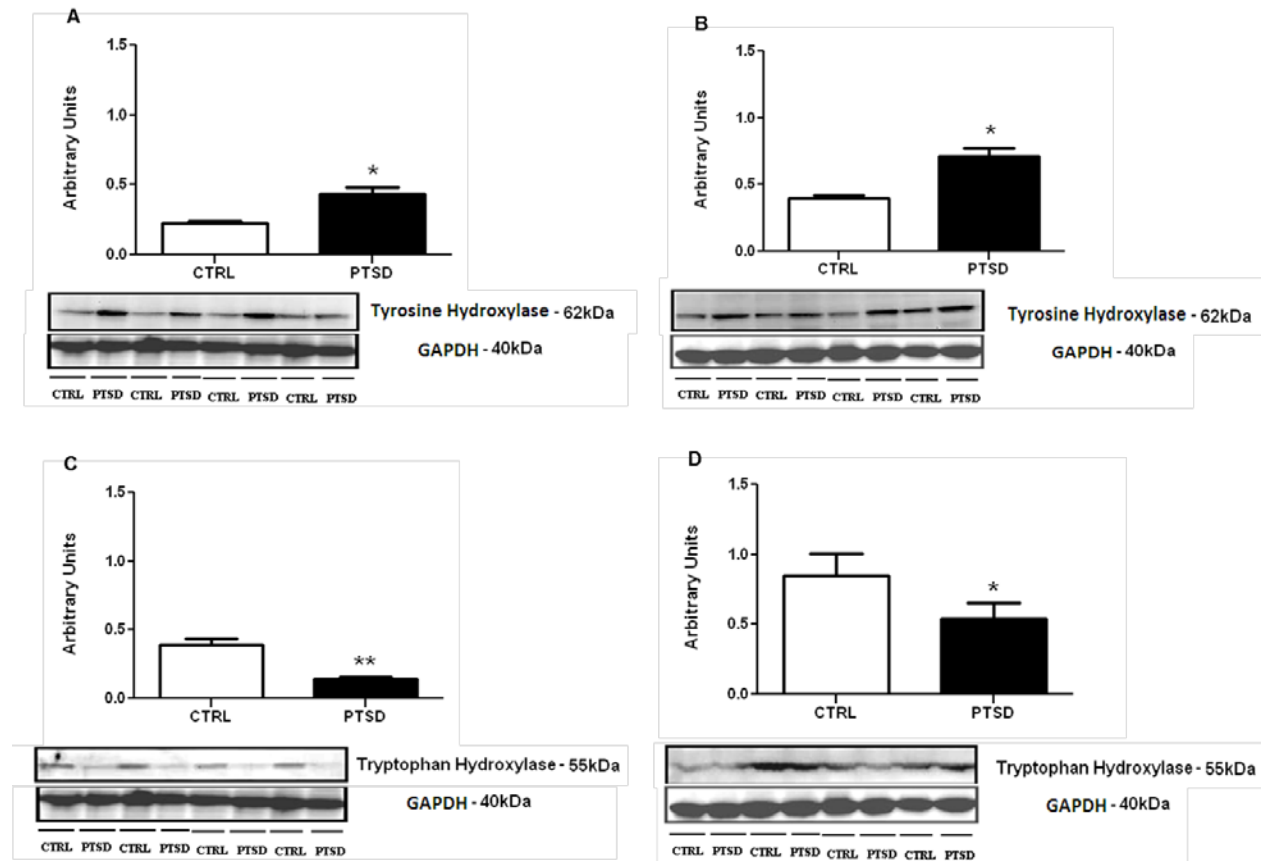 A
Arbitrary Units
1.5
1.0
0.5
0.0
*
CTRL PTSD
Tyrosine Hydroxylase - 62kDa
GAPDH - 40kDa
CTRL PTSD CTRL PTSD CTRL PTSD CTRL PTSD
B
Arbitrary Units
1.5
1.0
0.5
0.0
*
CTRL PTSD
Tyrosine Hydroxylase - 62kDa
GAPDH - 40kDa
CTRL PTSD CTRL PTSD CTRL PTSD CTRL PTSD
C
Arbitrary Units
1.5
1.0
0.5
0.0
**
CTRL PTSD
Tryptophan Hydroxylase - 55kDa
GAPDH - 40kDa
CTRL PTSD CTRL PTSD CTRL PTSD CTRL PTSD
D
Arbitrary Units
1.5
1.0
0.5
0.0
*
CTRL PTSD
Tryptophan Hydroxylase - 55kDa
GAPDH - 40kDa
CTRL PTSD CTRL PTSD CTRL PTSD CTRL PTSD